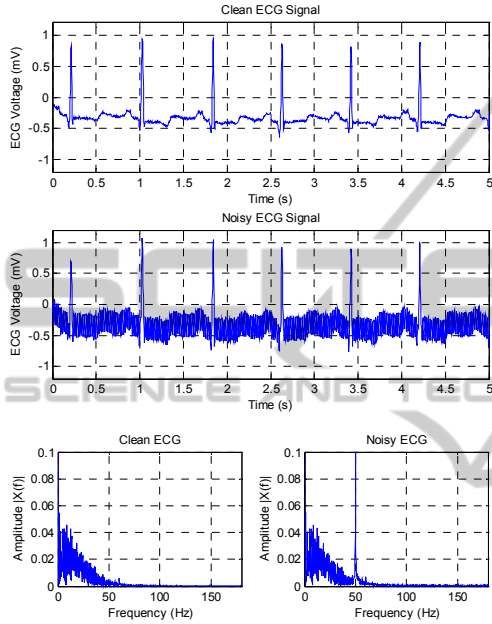 Clean ECG Signal
1
0.5
0
-0.5
-1
ECG Voltage (mV)
0 0.5 1 1.5 2 2.5 3 3.5 4 4.5 5
Time (s)
Noisy ECG Signal
1
0.5
0
-0.5
-1
ECG Voltage (mV)
0 0.5 1 1.5 2 2.5 3 3.5 4 4.5 5
Time (s)
SCITE
SCIENCE AND TEC
Clean ECG
0.1
0.08
0.06
0.04
0.02
0
Amplitude |X(f)|
0 50 100 150
Frequency (Hz)
Noisy ECG
0.1
0.08
0.06
0.04
0.02
0
Amplitude |X(f)|
0 50 100 150
Frequency (Hz)